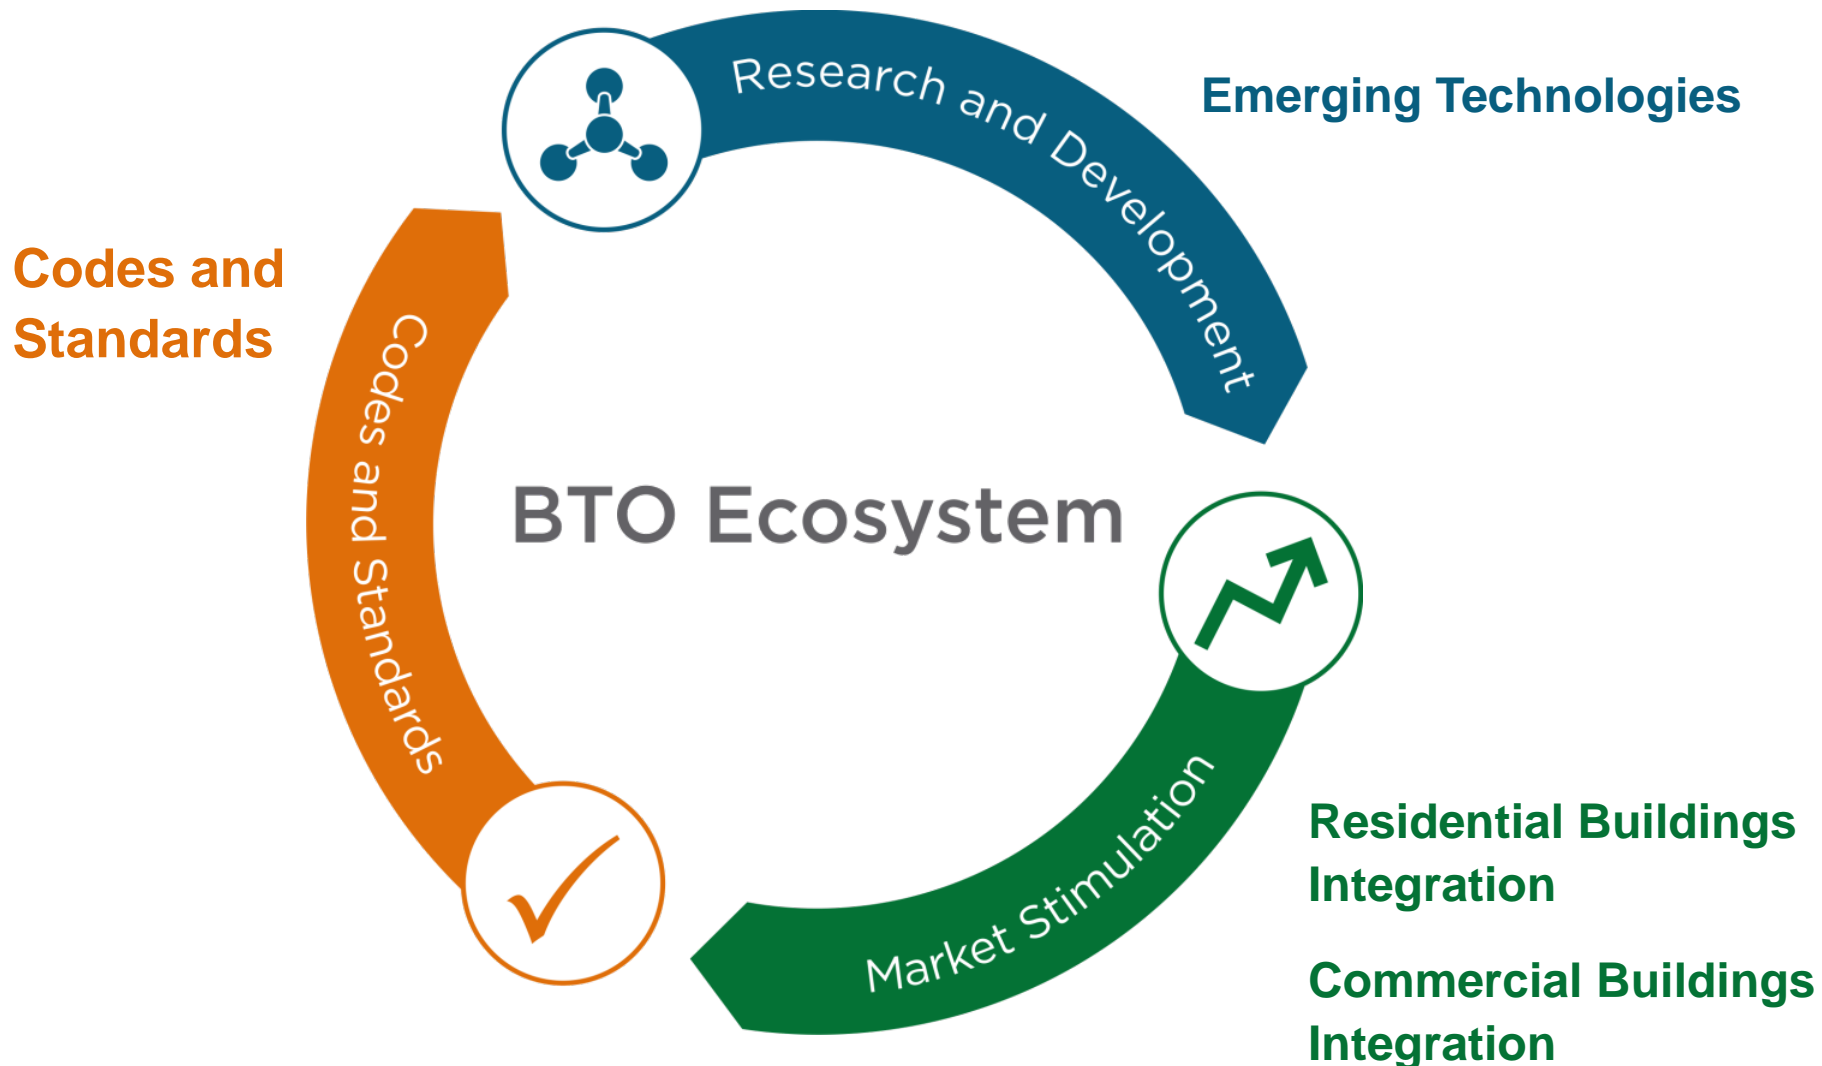 Research and Development
Emerging Technologies
Codes and
Standards
Codes and Standards
BTO Ecosystem
Market Stimulation
Residential Buildings
Integration
Commercial Buildings
Integration